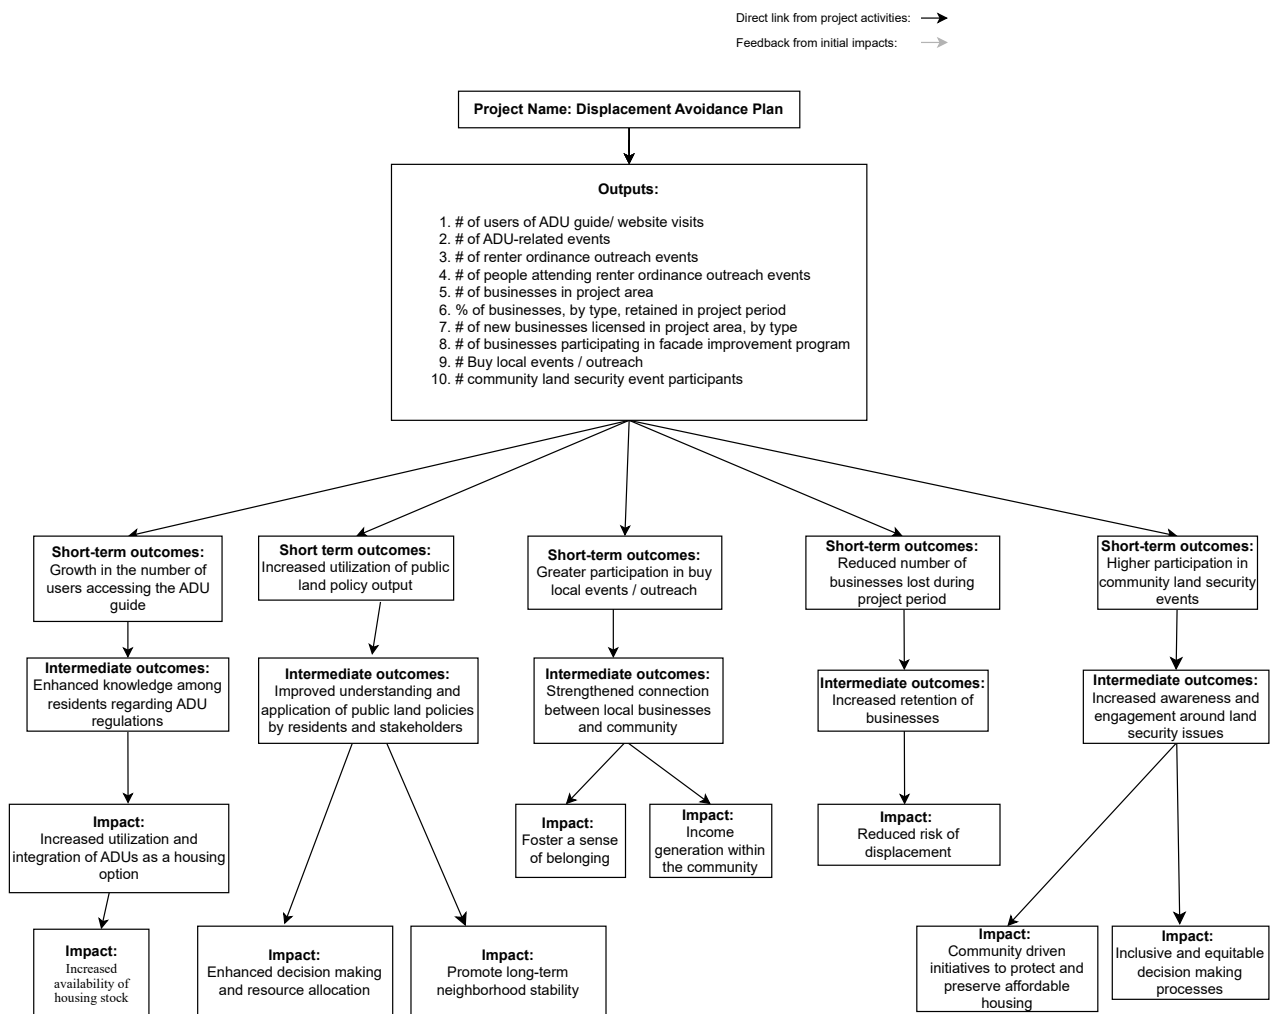 Direct link from project activities:
Feedback from initial impacts:
Project Name: Displacement Avoidance Plan
Outputs:
1. # of users of ADU guide/ website visits
2. # of ADU-related events
3. # of renter ordinance outreach events
4. # of people attending renter ordinance outreach events
5. # of businesses in project area
6. % of businesses, by type, retained in project period
7. # of new businesses licensed in project area, by type
8. # of businesses participating in facade improvement program
9. # Buy local events / outreach
10. # community land security event participants
Short-term outcomes:
Growth in the number of
users accessing the ADU
guide
Short term outcomes:
Increased utilization of public
land policy output
Short-term outcomes:
Greater participation in buy
local events / outreach
Short-term outcomes:
Reduced number of
businesses lost during
project period
Short-term outcomes:
Higher participation in
community land security
events
Intermediate outcomes:
Enhanced knowledge among
residents regarding ADU
regulations
Intermediate outcomes:
Improved understanding and
application of public land policies
by residents and stakeholders
Intermediate outcomes:
Strengthened connection
between local businesses
and community
Intermediate outcomes:
Increased retention of
businesses
Intermediate outcomes:
Increased awareness and
engagement around land
security issues
Impact:
Increased utilization and
integration of ADUs as a housing
option
Impact:
Foster a sense
of belonging
Impact:
Income
generation within
the community
Impact:
Reduced risk of
displacement
Impact:
Increased
availability of
housing stock
Impact:
Enhanced decision making
and resource allocation
Impact:
Promote long-term
neighborhood stability
Impact:
Community driven
initiatives to protect and
preserve affordable
housing
Impact:
Inclusive and equitable
decision making
processes